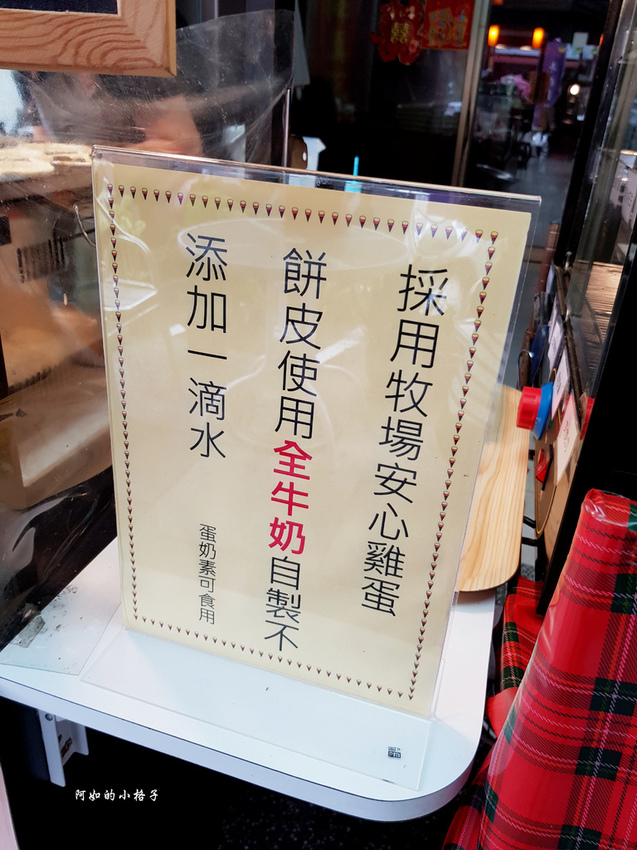 採用牧場安心雞蛋
餅皮使用全牛奶自製不
添加一滴水
蛋奶素可食用
阿如的小格子